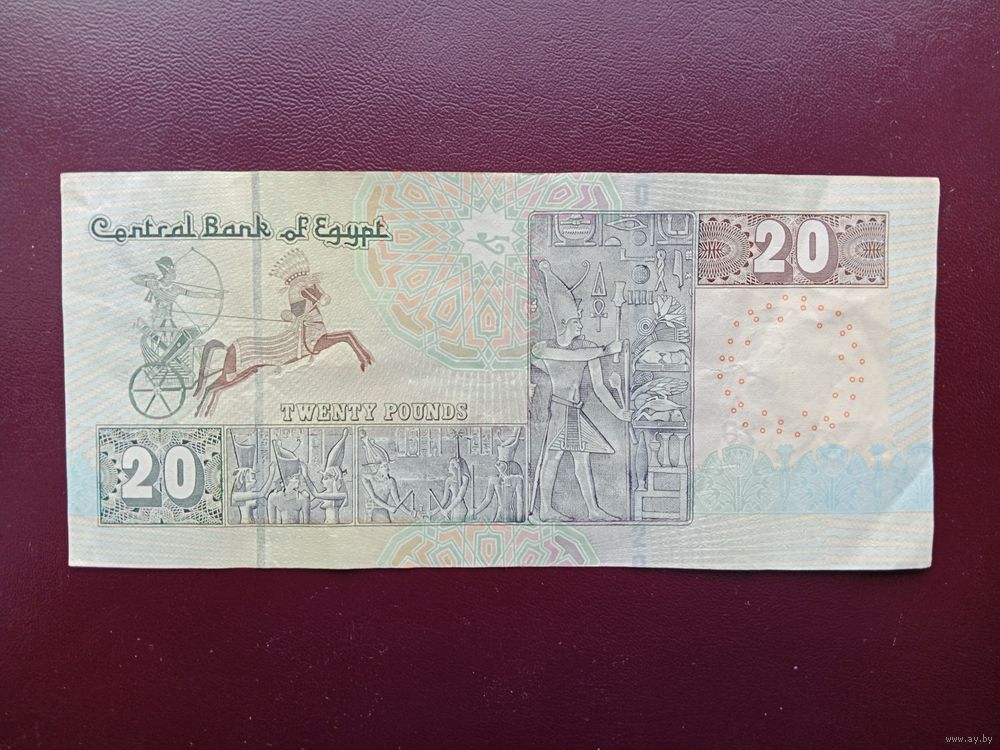 Central Bank of Egypt
20
TWENTY POUNDS
20
www.ay.by